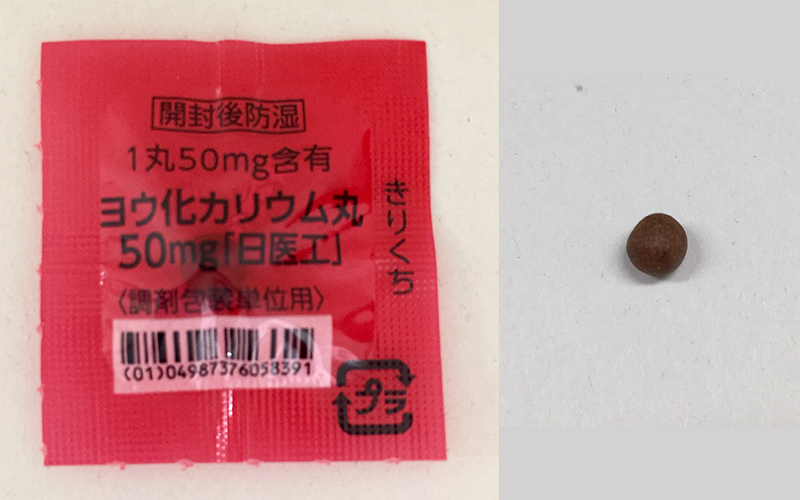 開封後防湿
1丸50mg含有
ヨウ化カリウム丸
50mg「日医工」
〈調剤包装単位用〉
(01)04987376058391
きりくち
プラ